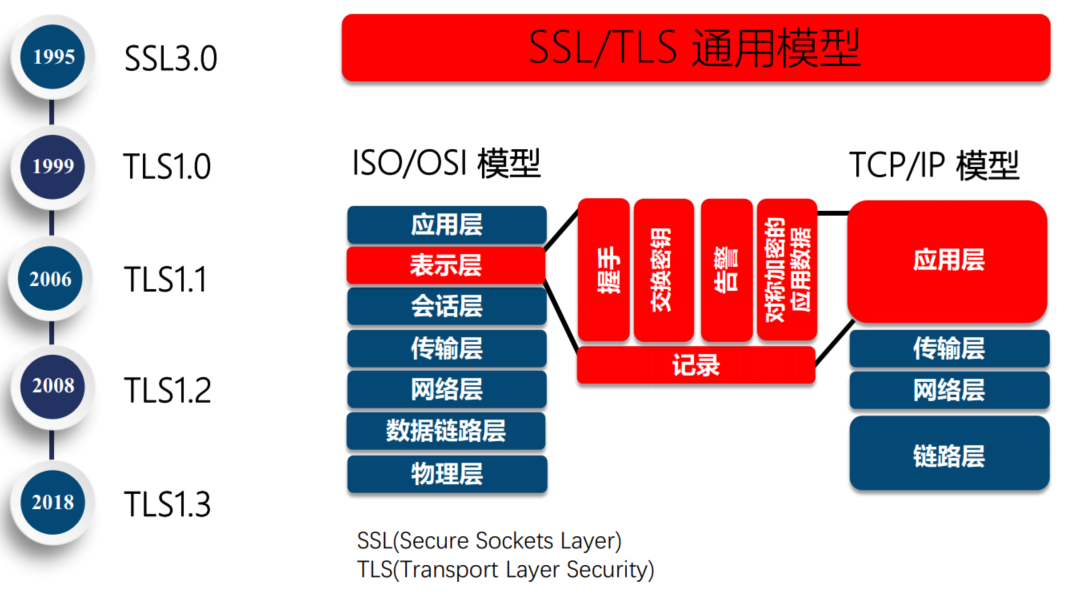 1995
SSL3.0
1999
TLS1.0
2006
TLS1.1
2008
TLS1.2
2018
TLS1.3
SSL/TLS 通用模型
ISO/OSI 模型
应用层
表示层
会话层
传输层
网络层
数据链路层
物理层
握手
交换密钥
告警
对称加密的
应用数据
记录
TCP/IP 模型
应用层
传输层
网络层
链路层
SSL(Secure Sockets Layer)
TLS(Transport Layer Security)